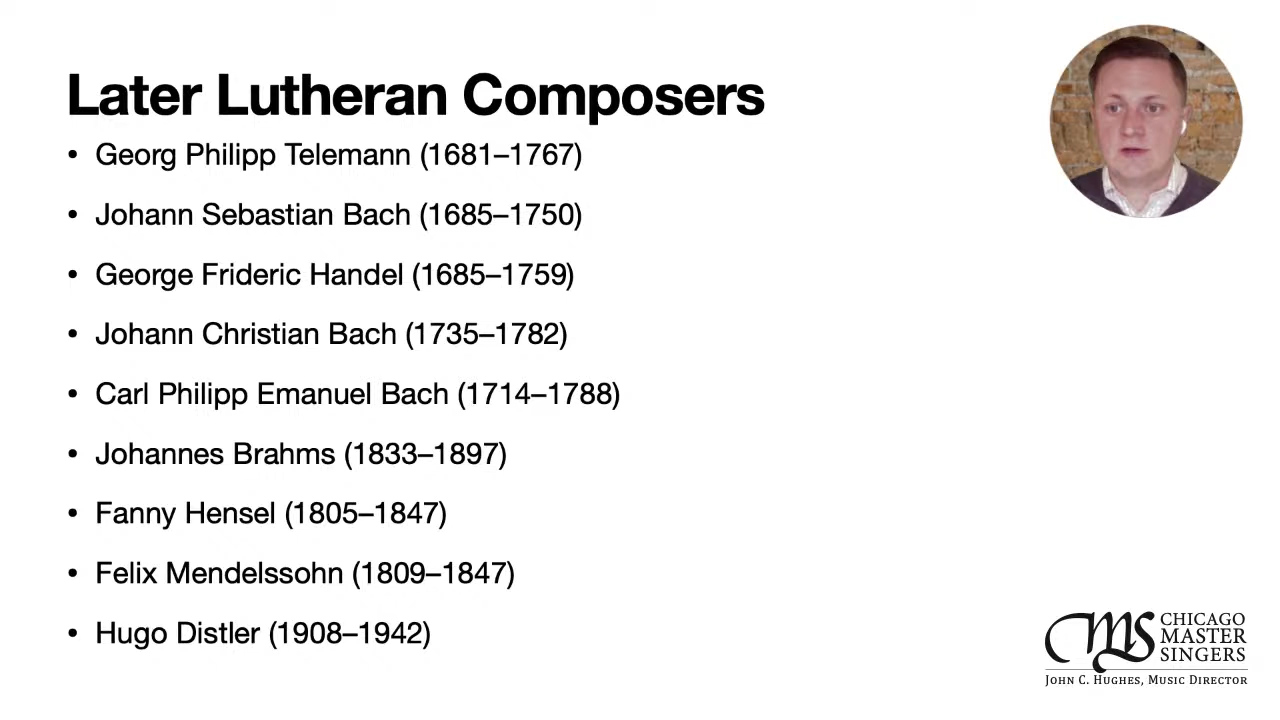 Later Lutheran Composers
• Georg Philipp Telemann (1681–1767)
• Johann Sebastian Bach (1685–1750)
• George Frideric Handel (1685–1759)
• Johann Christian Bach (1735–1782)
• Carl Philipp Emanuel Bach (1714–1788)
• Johannes Brahms (1833–1897)
• Fanny Hensel (1805–1847)
• Felix Mendelssohn (1809–1847)
• Hugo Distler (1908–1942)
CMS
CHICAGO
MASTER
SINGERS
JOHN C. HUGHES, MUSIC DIRECTOR